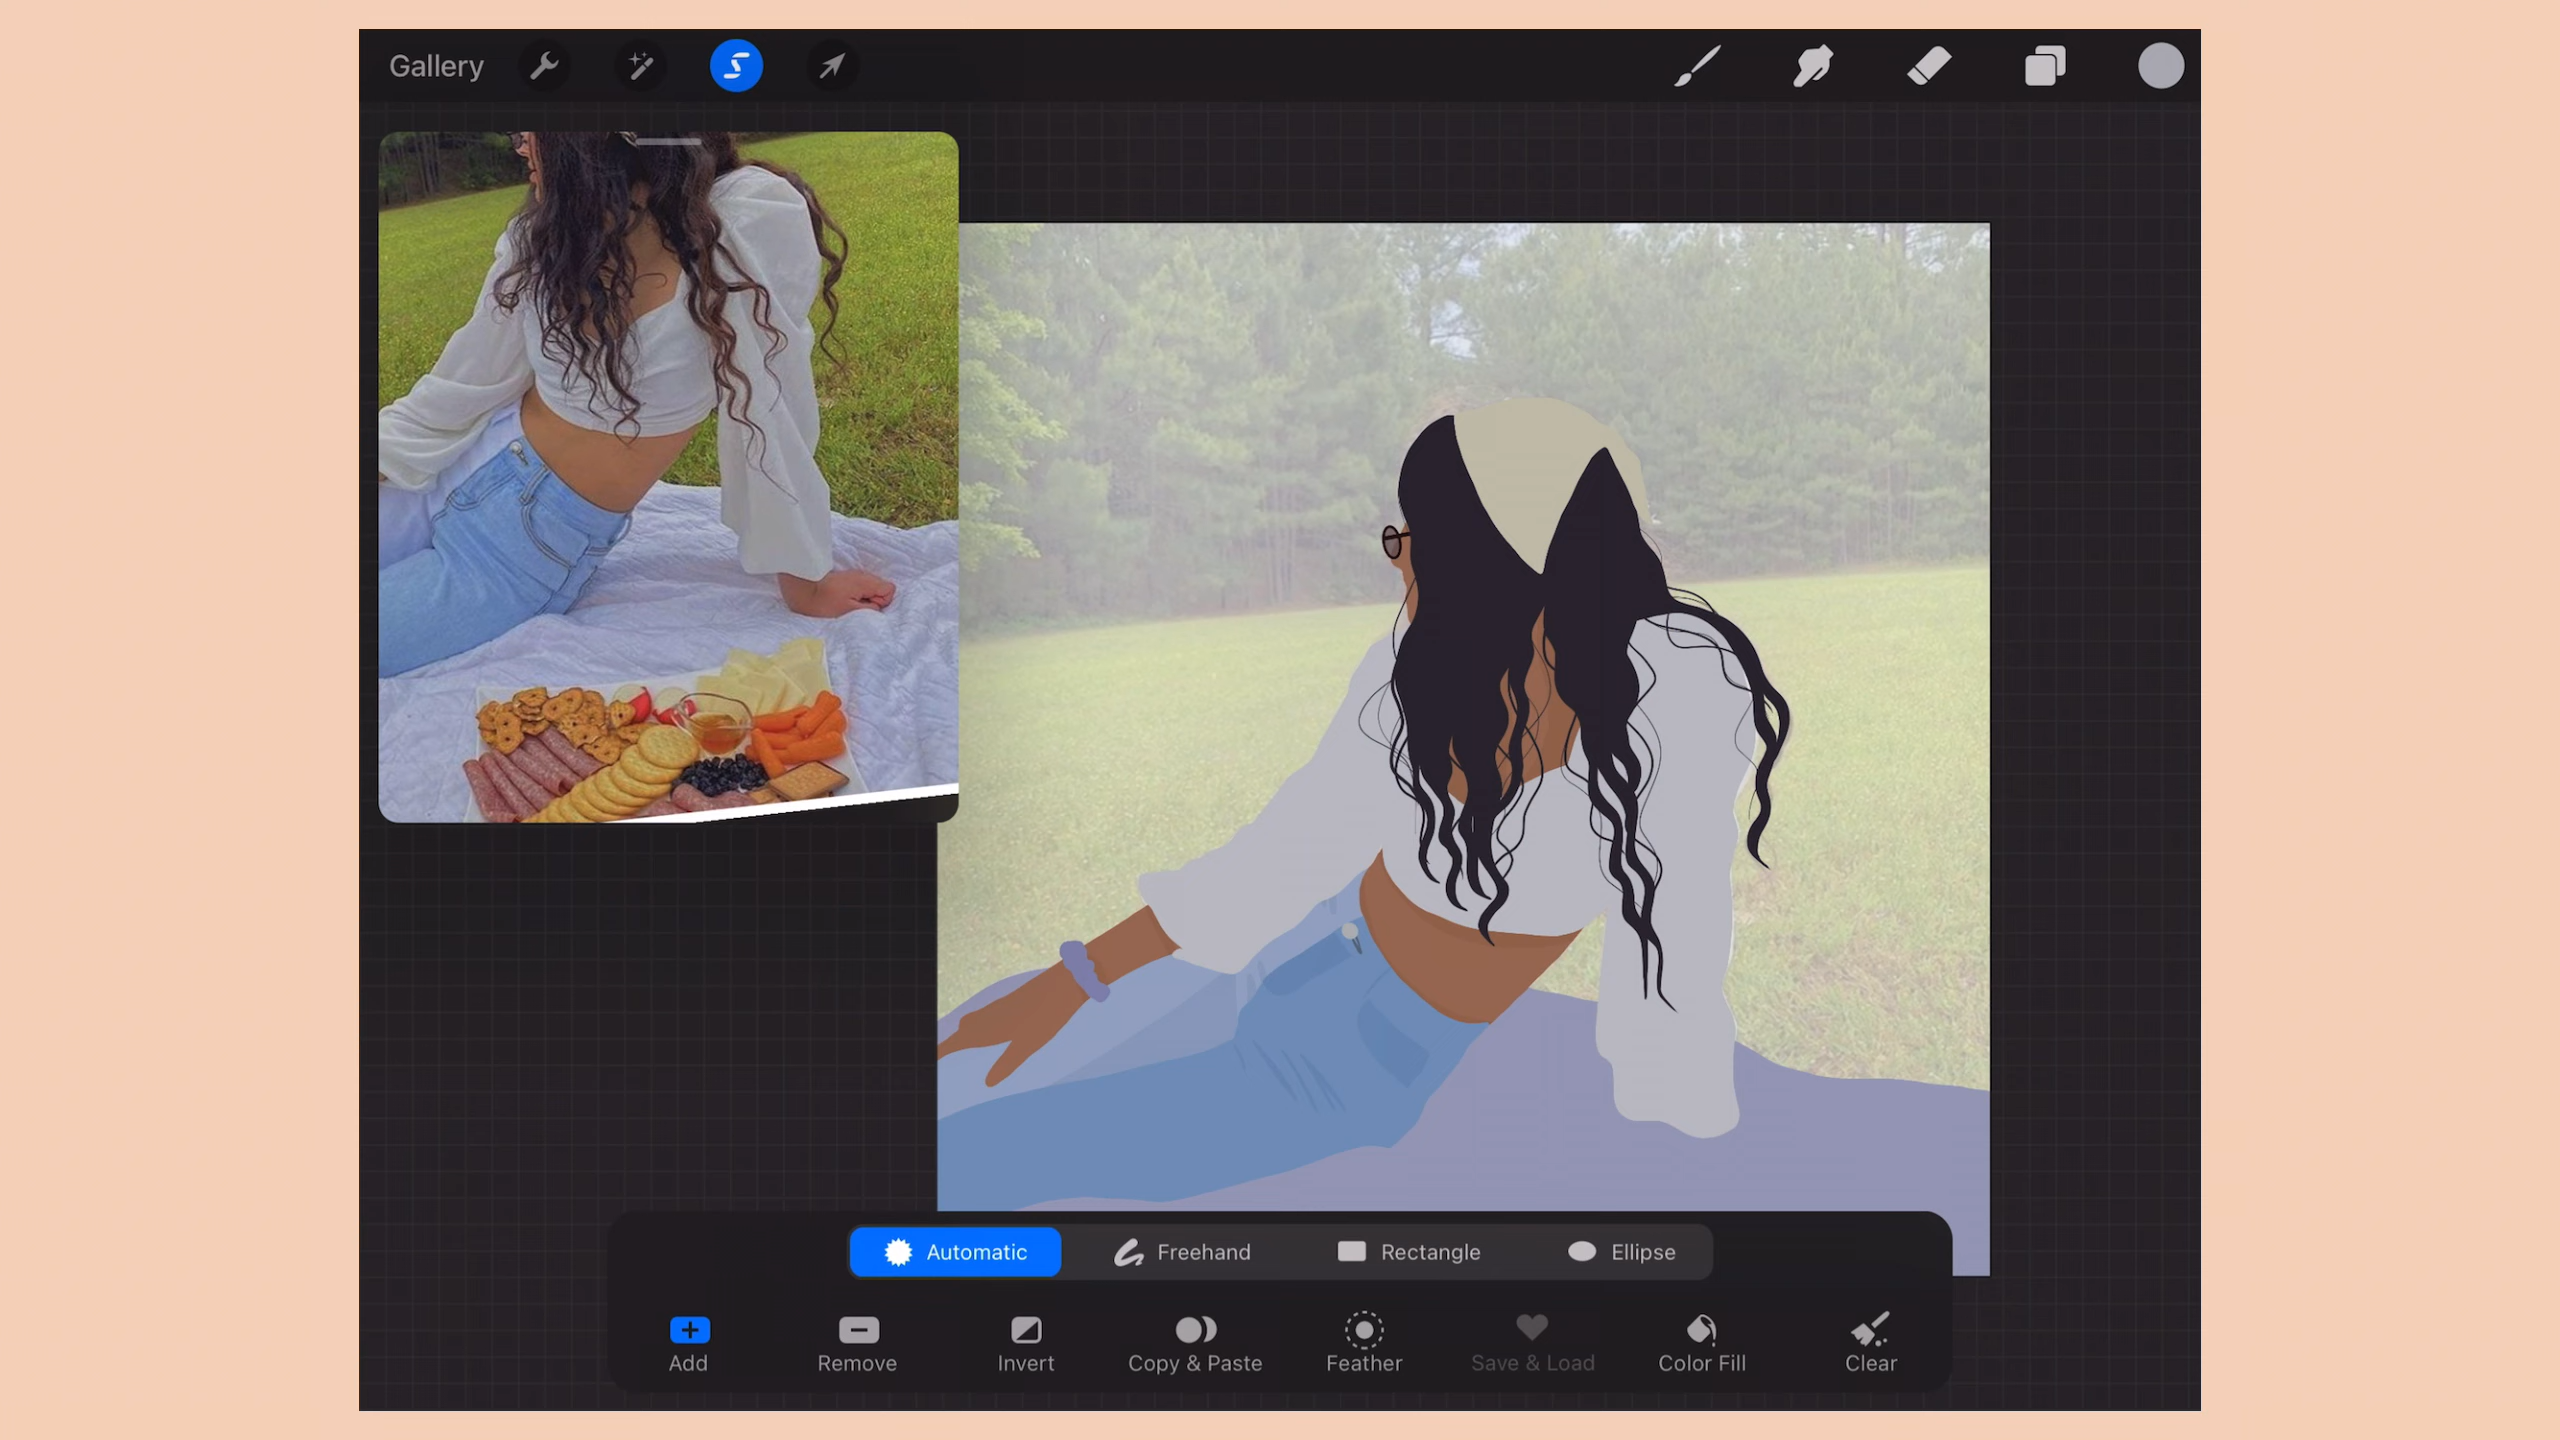 Gallery
Automatic Freehand Rectangle Ellipse
Add Remove Invert Copy & Paste Feather Save & Load Color Fill Clear